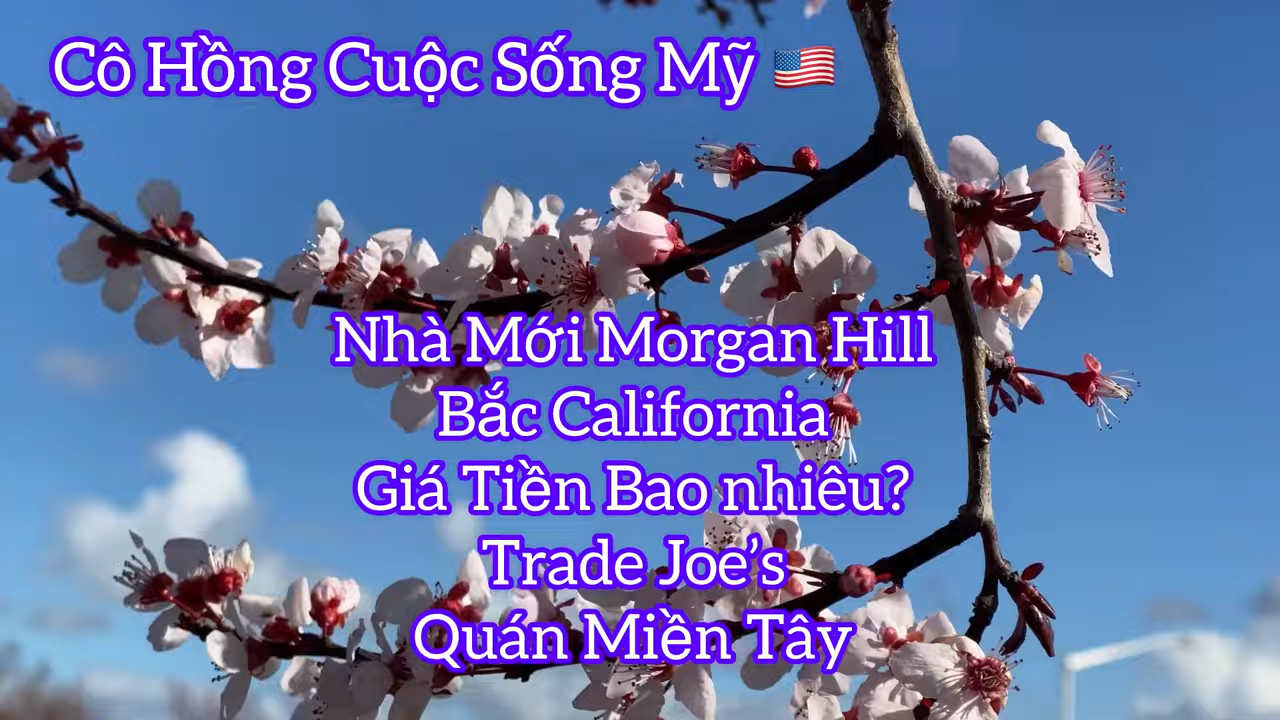 Cô Hồng Cuộc Sống Mỹ 🇺🇸
Nhà Mới Morgan Hill
Bắc California
Giá Tiền Bao nhiêu?
Trade Joe’s
Quán Miền Tây